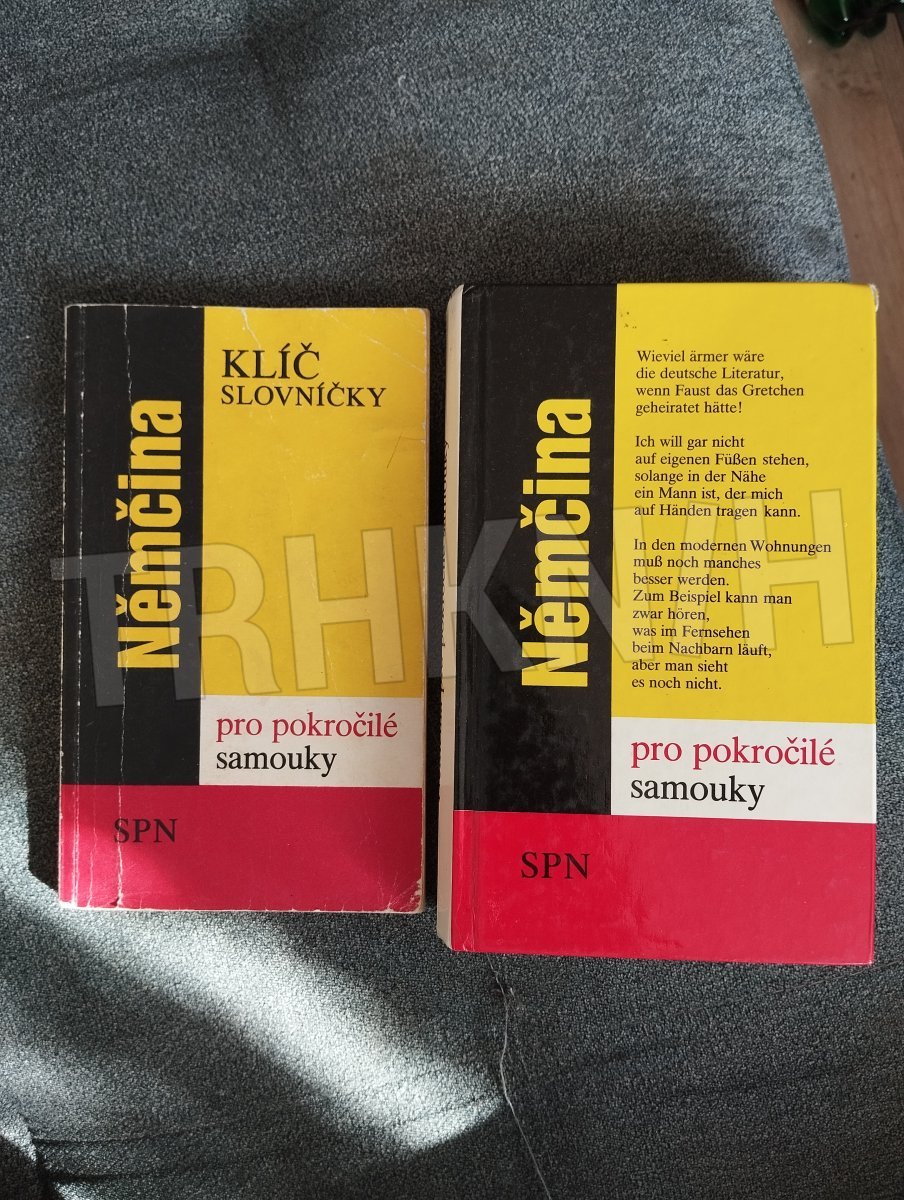 KLÍČ
SLOVNÍČKY
Němčina
pro pokročilé
samouky
SPN
Wieviel ärmer wäre
die deutsche Literatur,
wenn Faust das Gretchen
geheiratet hätte!
Ich will gar nicht
auf eigenen Füßen stehen,
solange in der Nähe
ein Mann ist, der mich
auf Händen tragen kann.
In den modernen Wohnungen
muß noch manches
besser werden.
Zum Beispiel kann man
zwar hören,
was im Fernsehen
beim Nachbarn läuft,
aber man sieht
es noch nicht.
Němčina
pro pokročilé
samouky
SPN
TRHKNIH